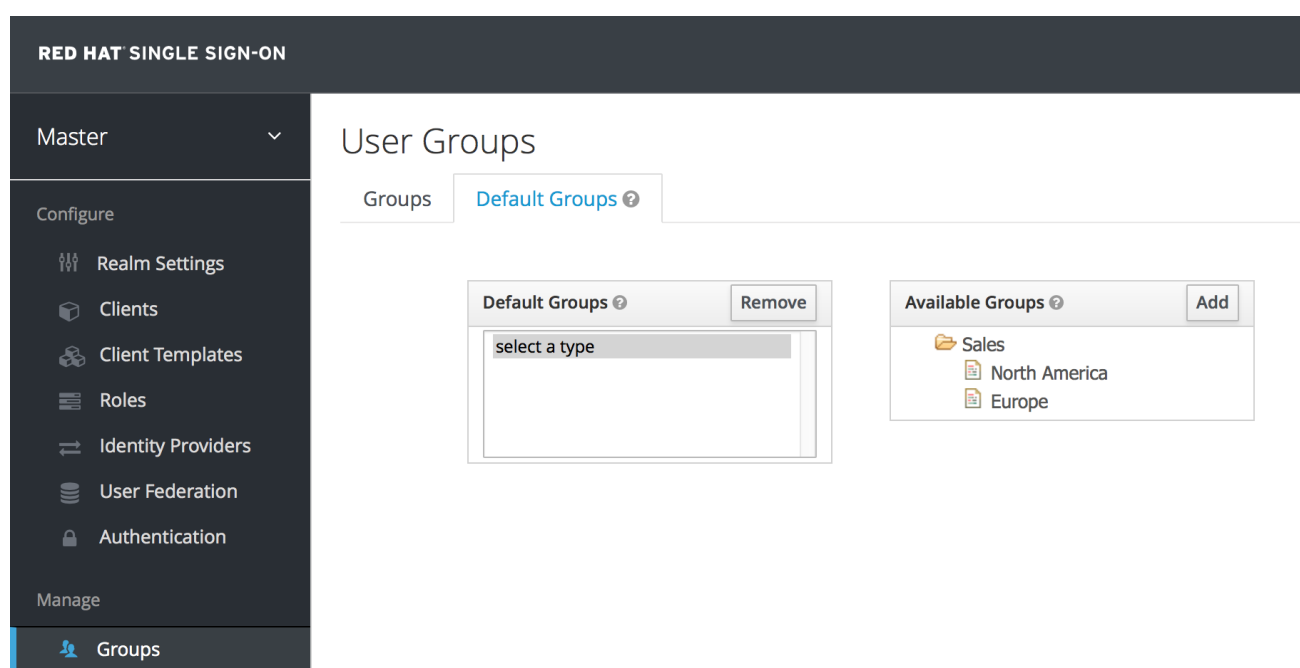 RED HAT SINGLE SIGN-ON
Master
Configure
Realm Settings
Clients
Client Templates
Roles
Identity Providers
User Federation
Authentication
Manage
Groups
User Groups
Groups
Default Groups ?
Default Groups ?
Remove
select a type
Available Groups ?
Add
Sales
North America
Europe